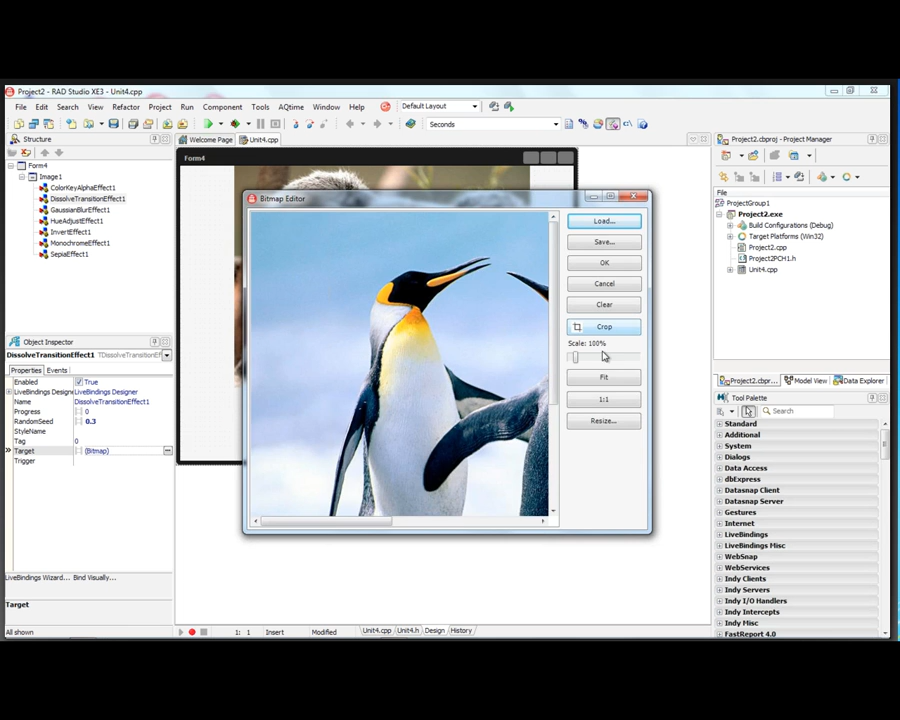 Project2 - RAD Studio XE3 - Unit4.cpp
File Edit Search View Refactor Project Run Component Tools AQtime Window Help Default Layout
Seconds
Structure
Form4
Image1
ColorKeyAlphaEffect1
DissolveTransitionEffect1
GaussianBlurEffect1
HueAdjustEffect1
InvertEffect1
MonochromeEffect1
SepiaEffect1
Object Inspector
DissolveTransitionEffect1 TDissolveTransitionEf
Properties Events
Enabled True
LiveBindings Design LiveBindings Designer
Name DissolveTransitionEffect1
Progress 0
RandomSeed 0.3
StyleName
Tag 0
Target (Bitmap)
Trigger
LiveBindings Wizard... Bind Visually...
Target
All shown
Welcome Page Unit4.cpp
Form4
Bitmap Editor
Load...
Save...
OK
Cancel
Clear
Crop
Scale: 100%
Fit
1:1
Resize...
1: 1 Insert Modified Unit4.cpp Unit4.h Design History
Project2.cbproj - Project Manager
File
ProjectGroup1
Project2.exe
Build Configurations (Debug)
Target Platforms (Win32)
Project2.cpp
Project2PCH1.h
Unit4.cpp
Project2.cbpr... Model View Data Explorer
Tool Palette
Search
Standard
Additional
System
Dialogs
Data Access
dbExpress
Datasnap Client
Datasnap Server
Gestures
Internet
LiveBindings
LiveBindings Misc
WebSnap
WebServices
Indy Clients
Indy Servers
Indy I/O Handlers
Indy Intercepts
Indy Misc
FastReport 4.0